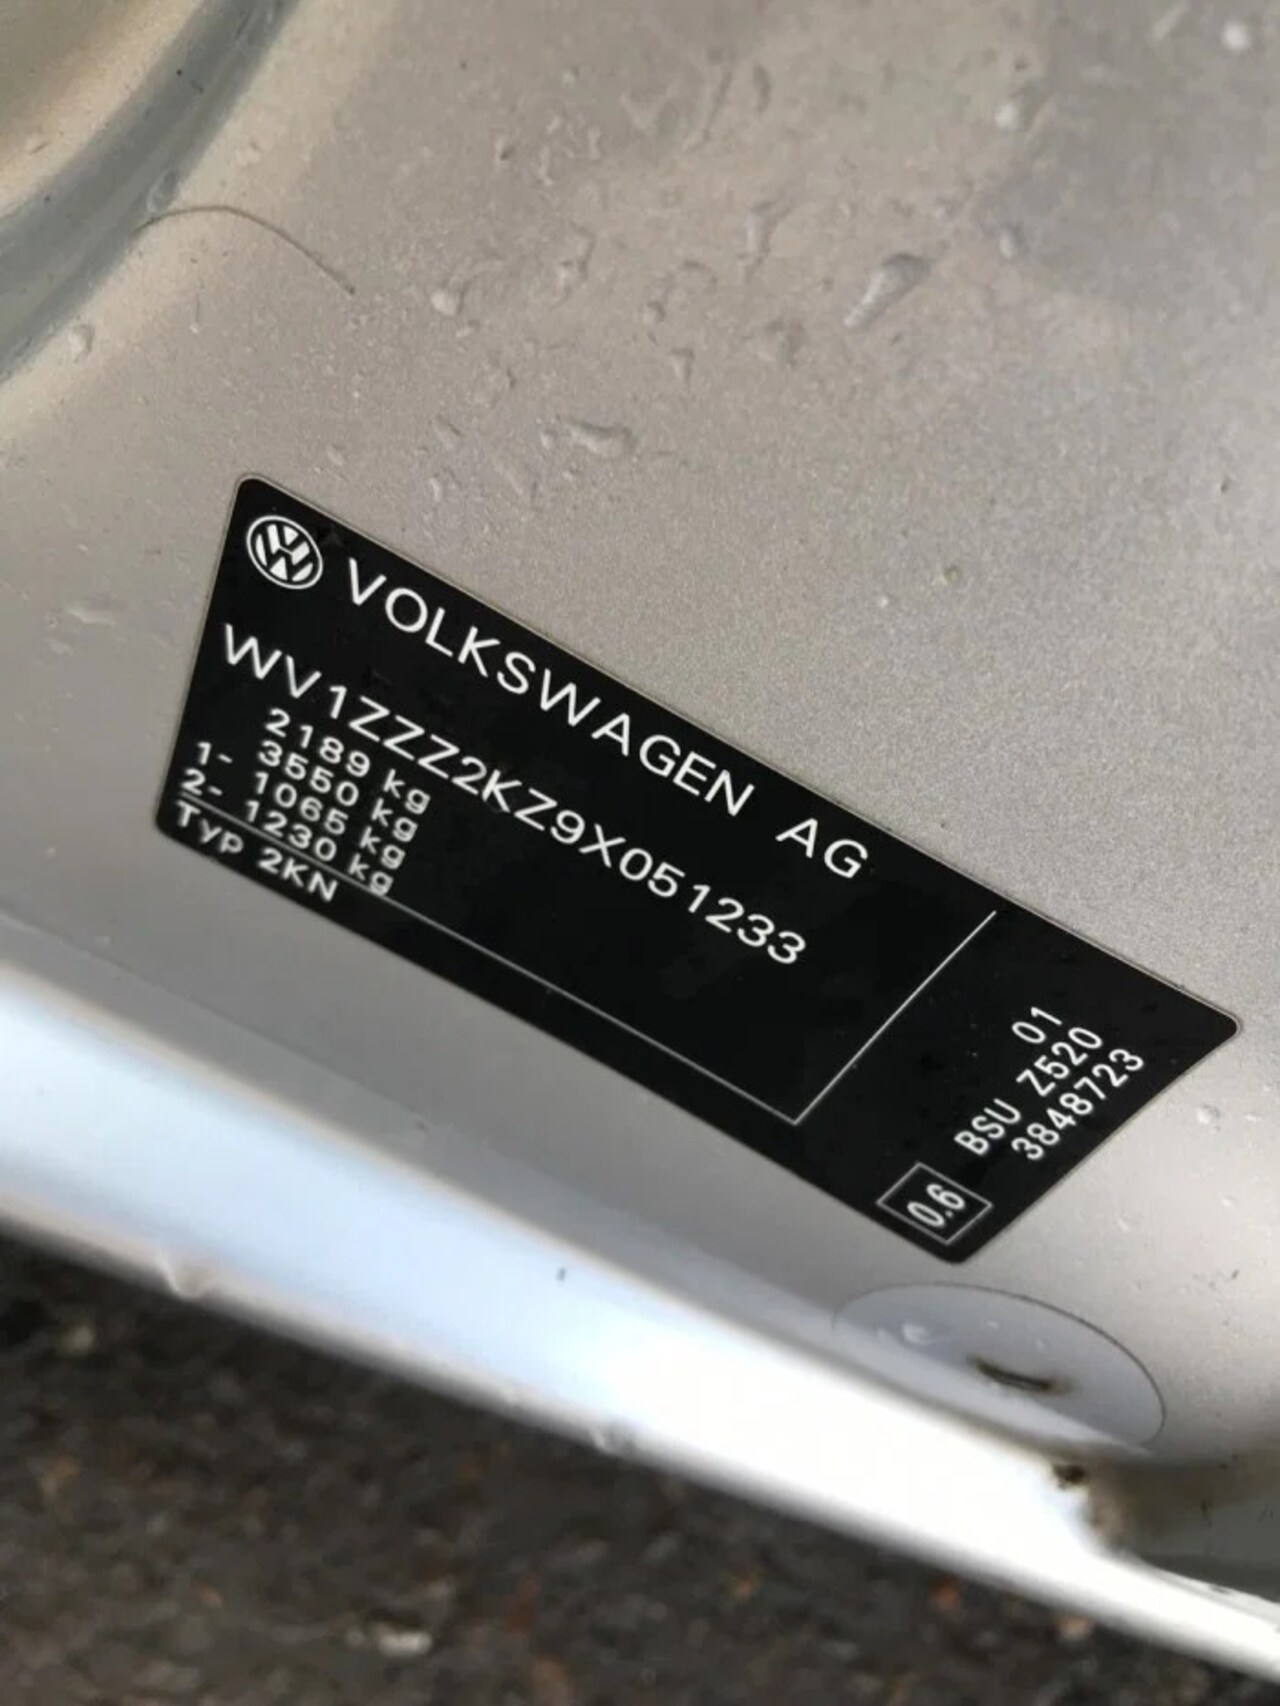 VOLKSWAGEN AG
WV1ZZZ2KZ9X051233
2189 kg
3550 kg
1- 1065 kg
2- 1230 kg
Typ 2KN
01
BSU Z520
3848723
0.6